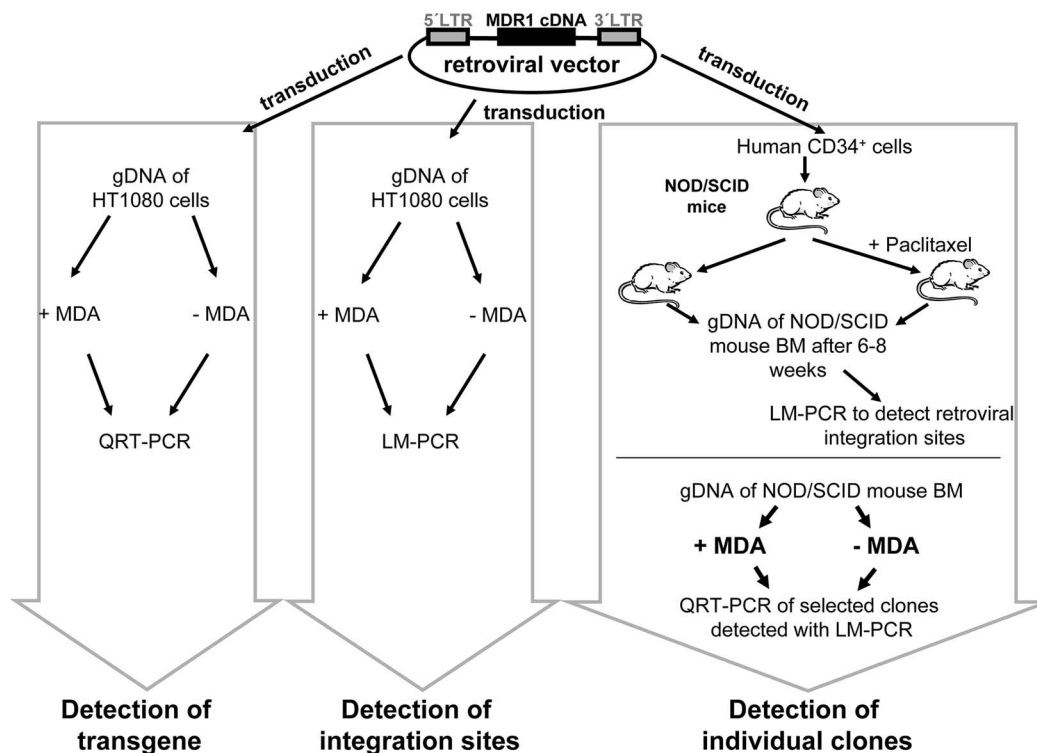 5´LTR MDR1 cDNA 3´LTR
retroviral vector
transduction
transduction
transduction
gDNA of
HT1080 cells
+ MDA - MDA
QRT-PCR
Detection of
transgene
gDNA of
HT1080 cells
+ MDA - MDA
LM-PCR
Detection of
integration sites
Human CD34⁺ cells
NOD/SCID
mice
+ Paclitaxel
gDNA of NOD/SCID
mouse BM after 6-8
weeks
LM-PCR to detect retroviral
integration sites
gDNA of NOD/SCID mouse BM
+ MDA - MDA
QRT-PCR of selected clones
detected with LM-PCR
Detection of
individual clones